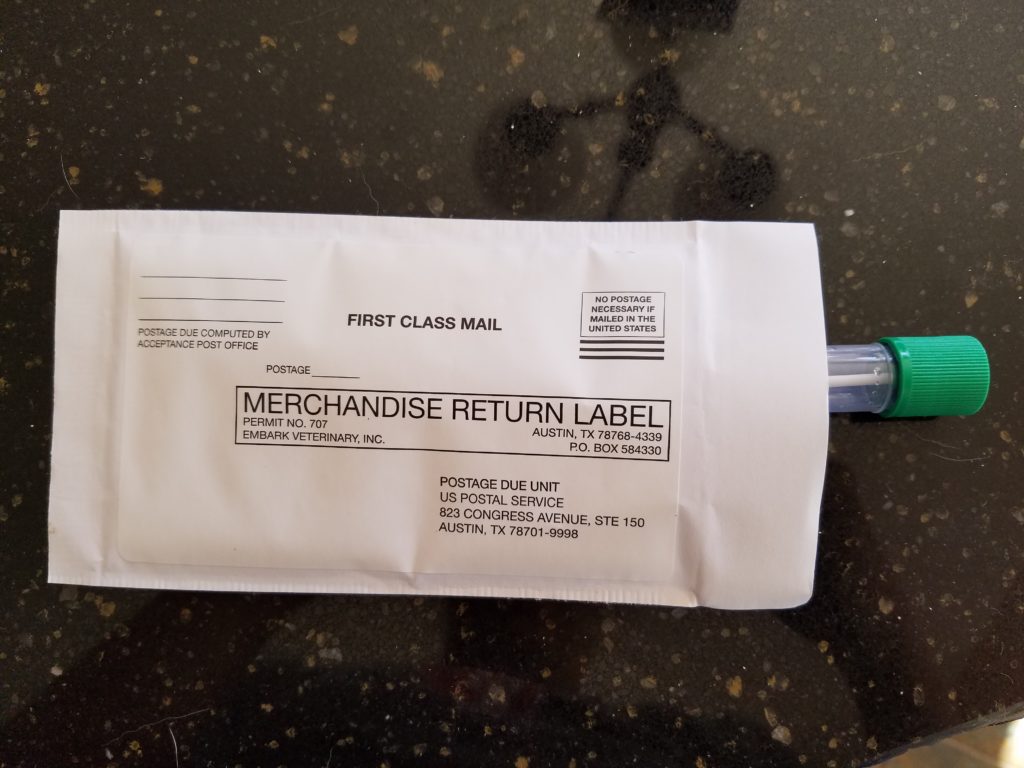 POSTAGE DUE COMPUTED BY
ACCEPTANCE POST OFFICE
FIRST CLASS MAIL
NO POSTAGE
NECESSARY IF
MAILED IN THE
UNITED STATES
POSTAGE
MERCHANDISE RETURN LABEL
PERMIT NO. 707
EMBARK VETERINARY, INC.
AUSTIN, TX 78768-4339
P.O. BOX 584330
POSTAGE DUE UNIT
US POSTAL SERVICE
823 CONGRESS AVENUE, STE 150
AUSTIN, TX 78701-9998